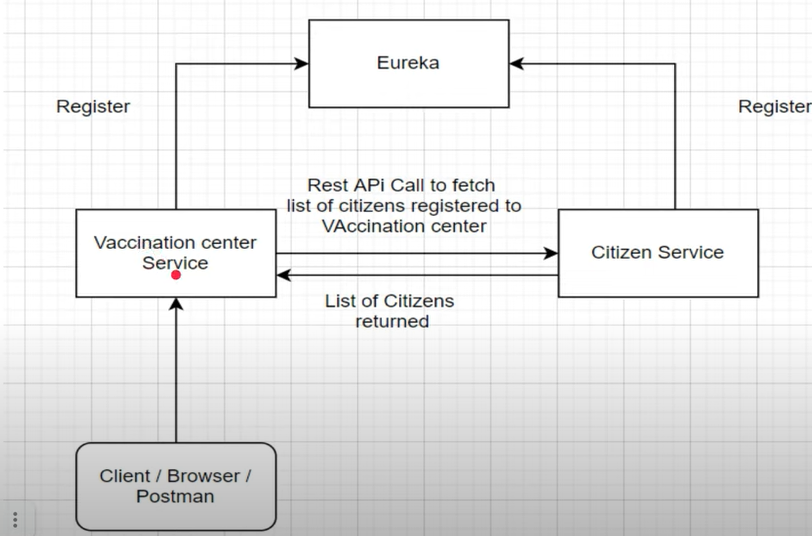 Eureka
Register
Register
Rest APi Call to fetch
list of citizens registered to
VAccination center
Vaccination center
Service
Citizen Service
List of Citizens
returned
Client / Browser /
Postman